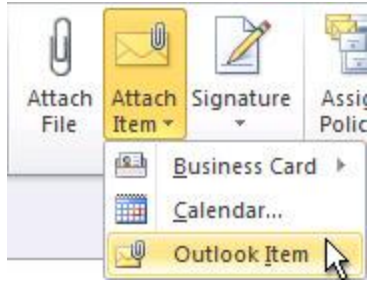 Attach Attach Signature
File Item
Business Card
Calendar...
Outlook Item